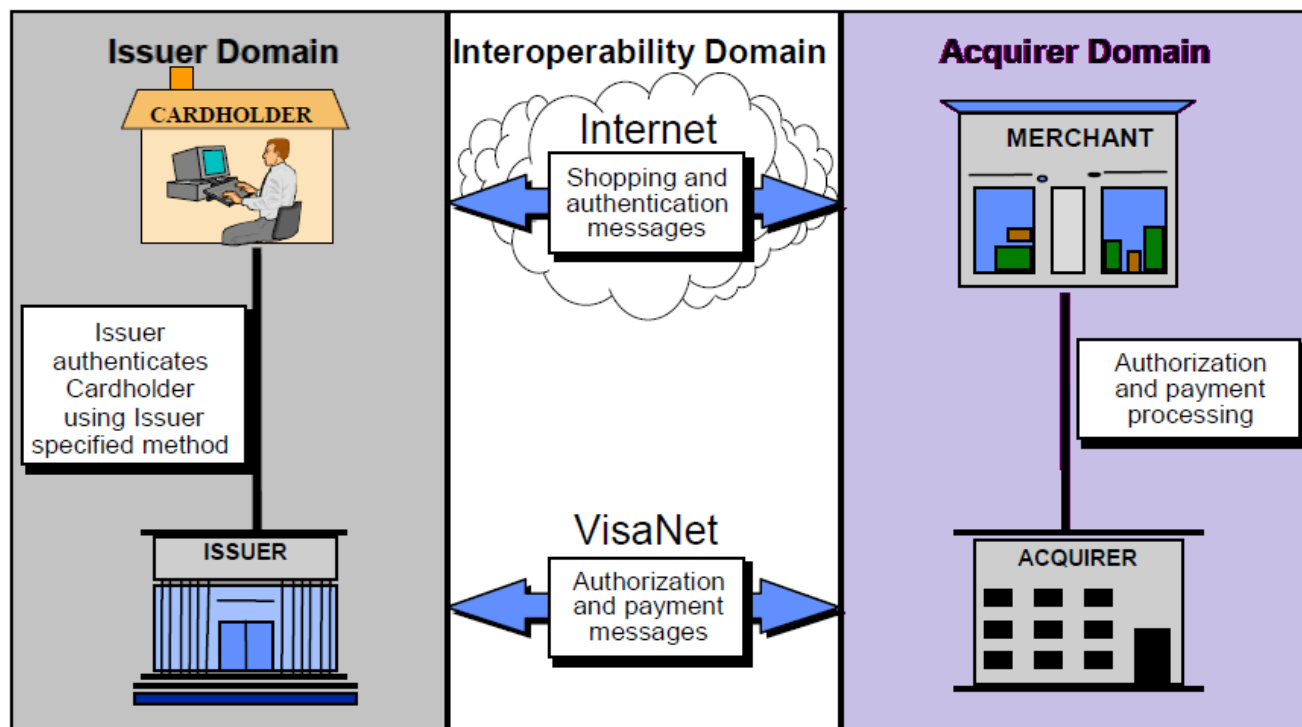 Issuer Domain
Interoperability Domain
Acquirer Domain
CARDHOLDER
Internet
Shopping and
authentication
messages
MERCHANT
Issuer
authenticates
Cardholder
using Issuer
specified method
Authorization
and payment
processing
ISSUER
VisaNet
Authorization
and payment
messages
ACQUIRER